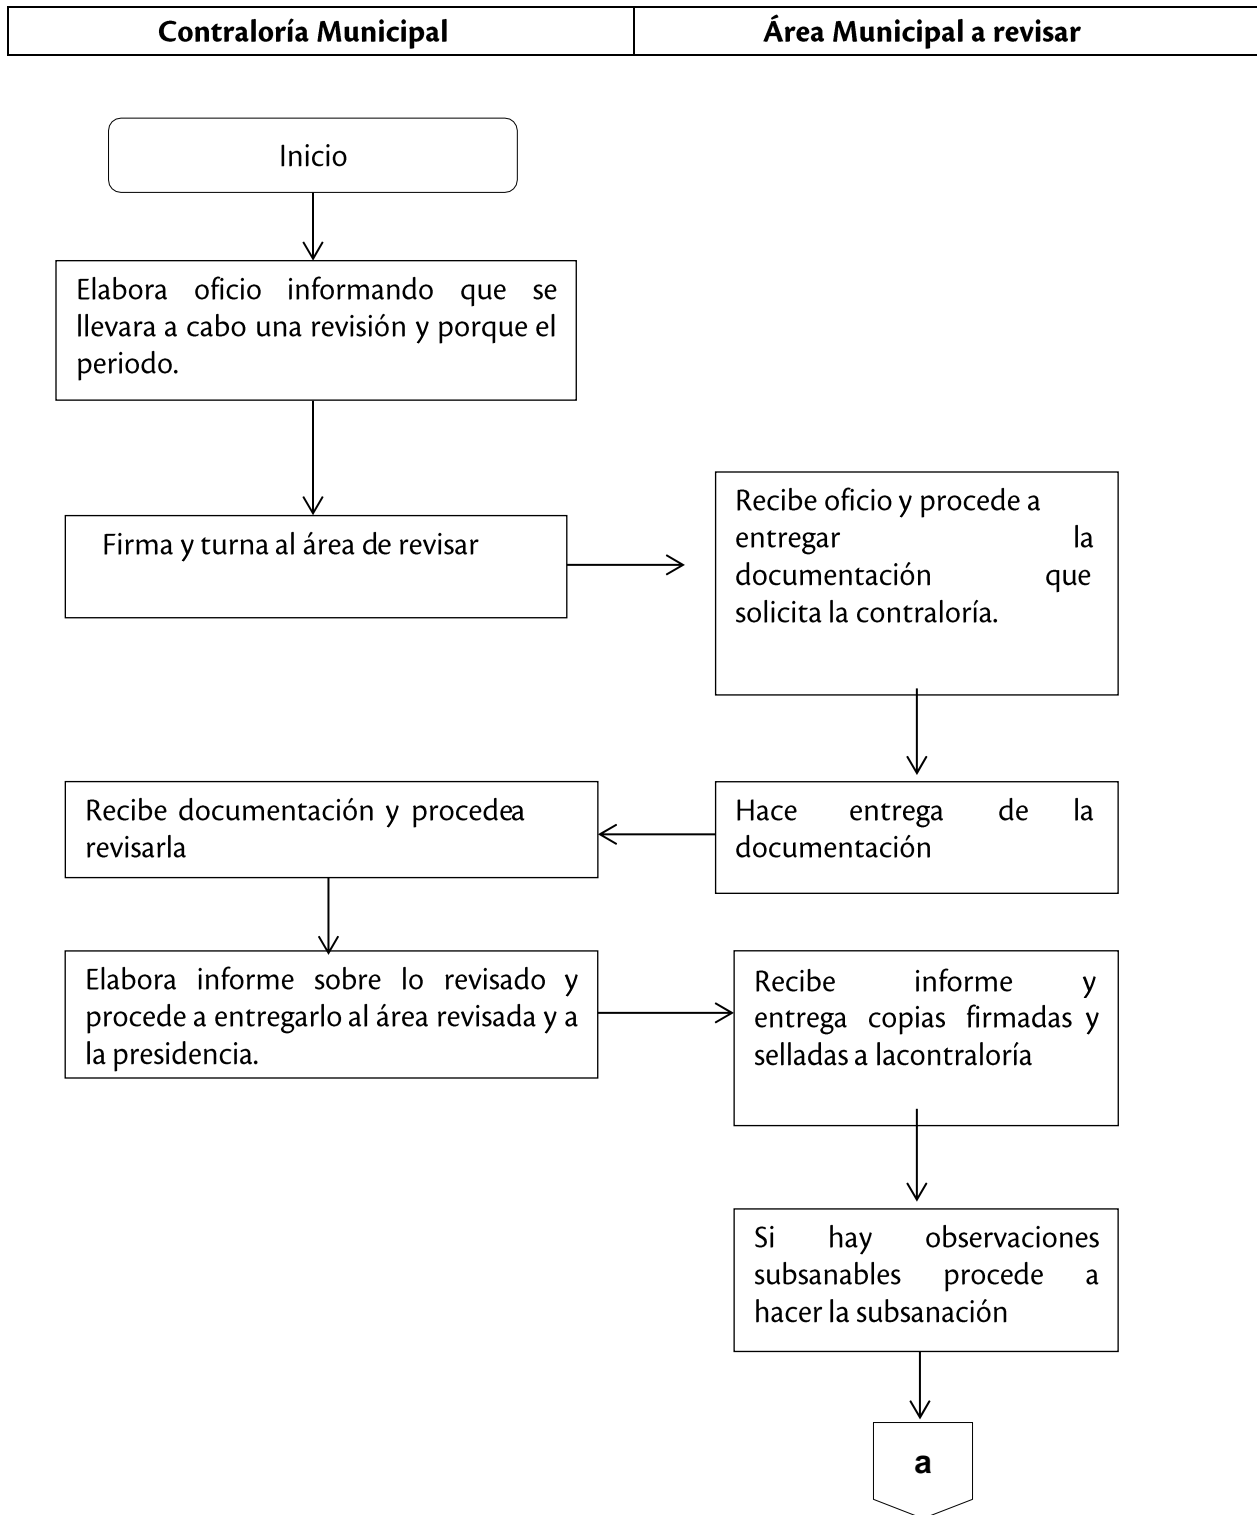 Contraloría Municipal
Área Municipal a revisar
Inicio
Elabora oficio informando que se
llevara a cabo una revisión y porque el
periodo.
Firma y turna al área de revisar
Recibe oficio y procede a
entregar la
documentación que
solicita la contraloría.
Hace entrega de la
documentación
Recibe documentación y procedea
revisarla
Elabora informe sobre lo revisado y
procede a entregarlo al área revisada y a
la presidencia.
Recibe informe y
entrega copias firmadas y
selladas a lacontraloría
Si hay observaciones
subsanables procede a
hacer la subsanación
a